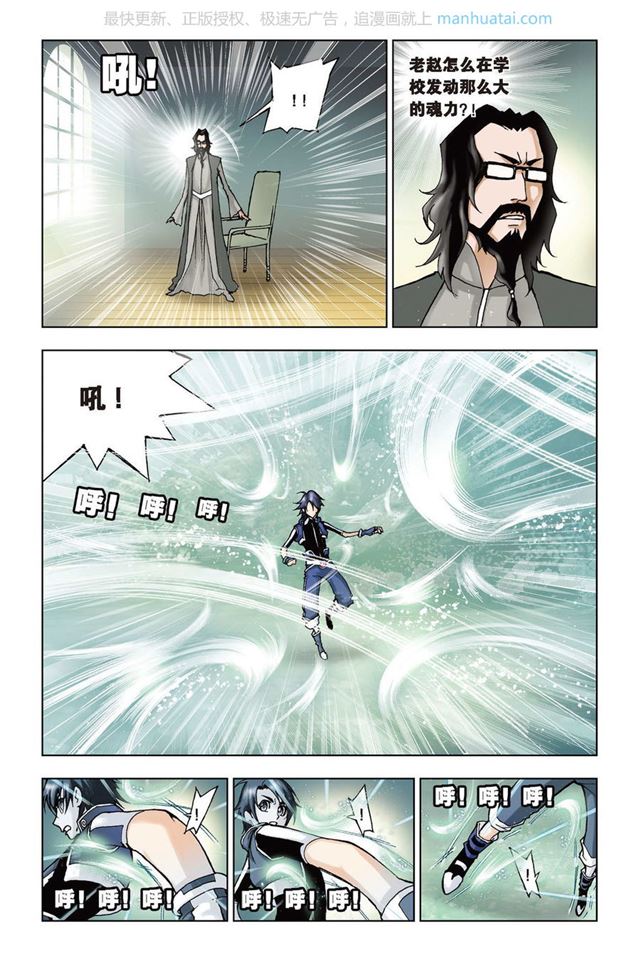 最快更新、正版授权、极速无广告，追漫画就上 manhuatai.com
吼！
！！
老赵怎么在学
校发动那么大
的魂力？！
吼！
呼！呼！呼！
！
呼！呼！呼！
！
呼！呼！呼！
呼！呼！呼！
！